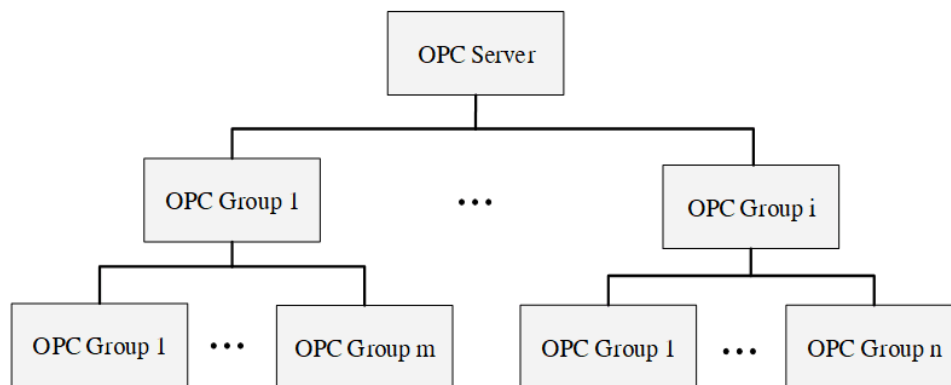 OPC Server
OPC Group 1
...
OPC Group i
OPC Group 1
...
OPC Group m
OPC Group 1
...
OPC Group n